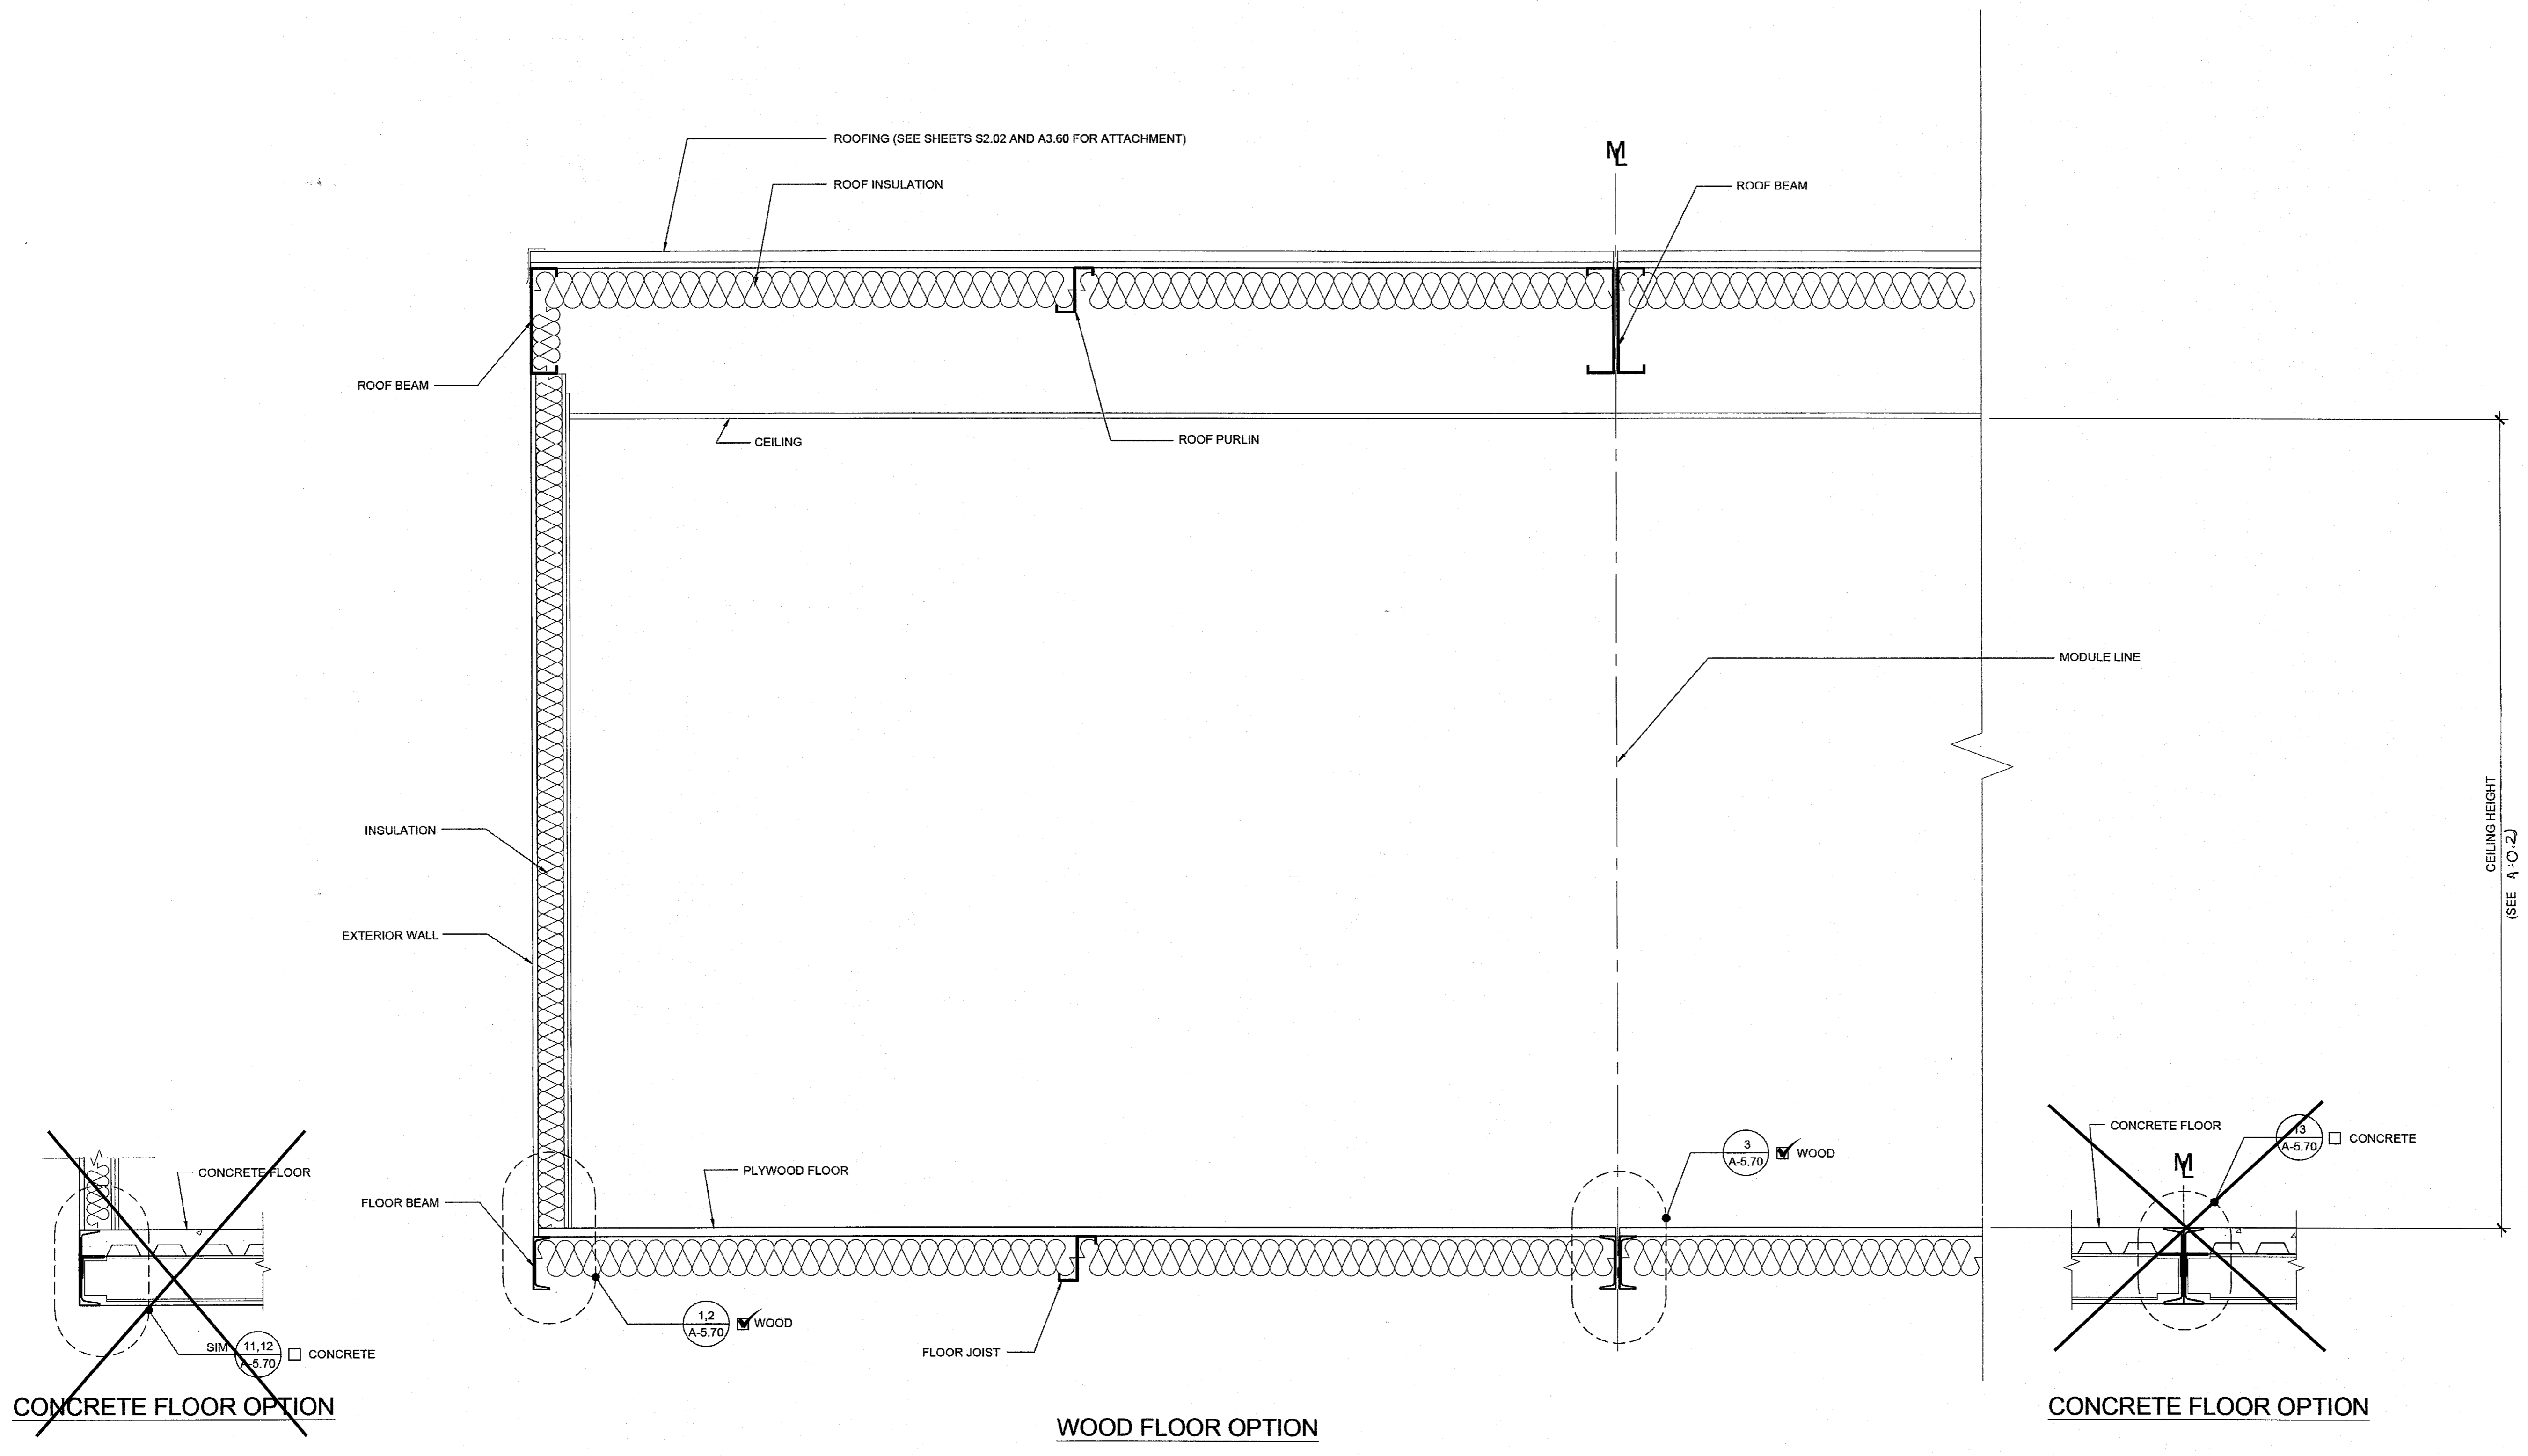 ROOFING (SEE SHEETS S2.02 AND A3.60 FOR ATTACHMENT)
ROOF INSULATION
ML
ROOF BEAM
ROOF BEAM
CEILING
ROOF PURLIN
MODULE LINE
CEILING HEIGHT
(SEE A-0.2)
INSULATION
EXTERIOR WALL
CONCRETE FLOOR
PLYWOOD FLOOR
FLOOR BEAM
3
A-5.70
WOOD
CONCRETE FLOOR
13
A-5.70
CONCRETE
ML
1,2
A-5.70
WOOD
FLOOR JOIST
SIM
11,12
A-5.70
CONCRETE
CONCRETE FLOOR OPTION
WOOD FLOOR OPTION
CONCRETE FLOOR OPTION